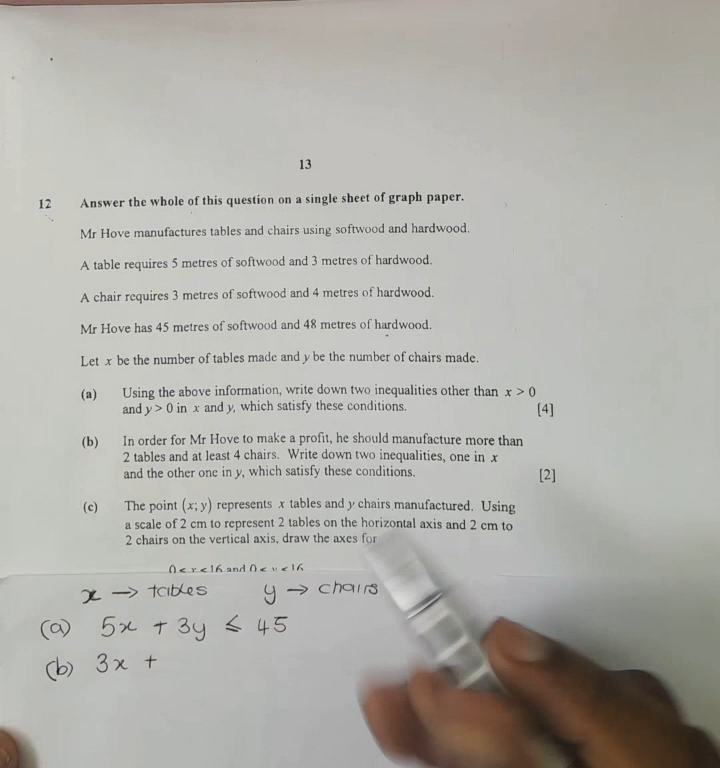 13
12 Answer the whole of this question on a single sheet of graph paper.
Mr Hove manufactures tables and chairs using softwood and hardwood.
A table requires 5 metres of softwood and 3 metres of hardwood.
A chair requires 3 metres of softwood and 4 metres of hardwood.
Mr Hove has 45 metres of softwood and 48 metres of hardwood.
Let x be the number of tables made and y be the number of chairs made.
(a) Using the above information, write down two inequalities other than x > 0
and y > 0 in x and y, which satisfy these conditions. [4]
(b) In order for Mr Hove to make a profit, he should manufacture more than
2 tables and at least 4 chairs. Write down two inequalities, one in x
and the other one in y, which satisfy these conditions. [2]
(c) The point (x; y) represents x tables and y chairs manufactured. Using
a scale of 2 cm to represent 2 tables on the horizontal axis and 2 cm to
2 chairs on the vertical axis, draw the axes for
x → tables y → chairs
(a) 5x + 3y ≤ 45
(b) 3x +